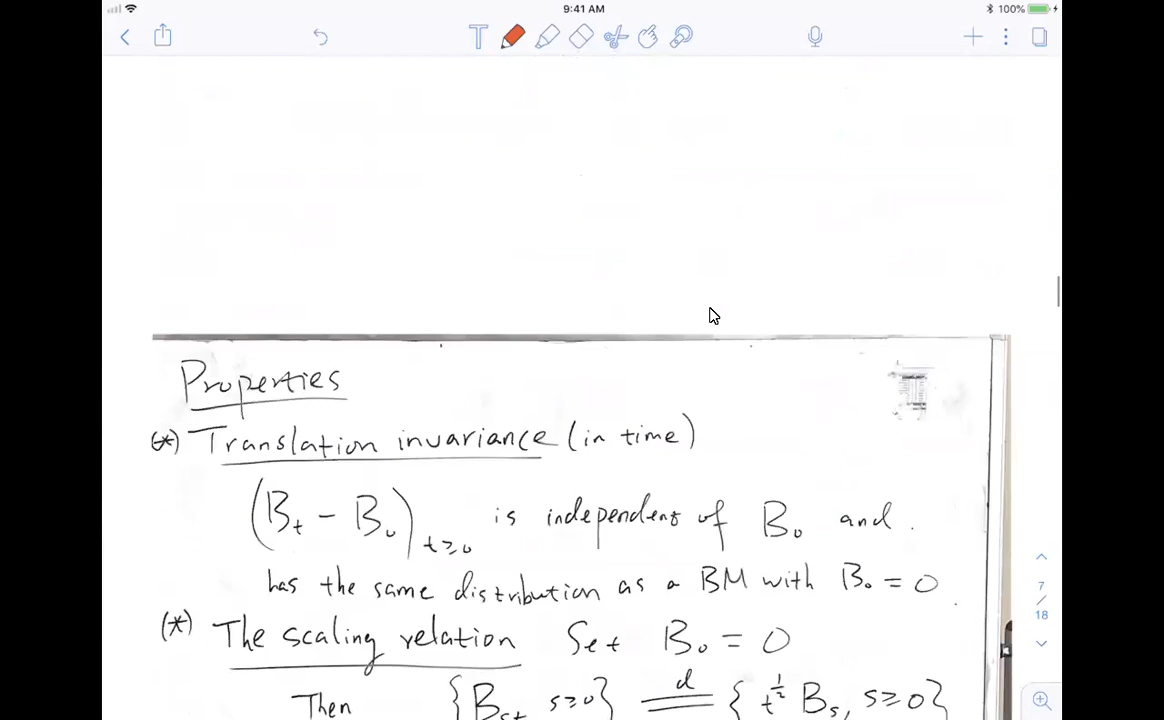 9:41 AM
100%
Properties
(*) Translation invariance (in time)
(B_t - B_0)_{t≥0} is independent of B_0 and
has the same distribution as a BM with B_0 = 0.
(*) The scaling relation Set B_0 = 0
Then {B_{st}, s≥0} \overset{d}{=} {t^{1/2} B_s, s≥0}
7
/
18